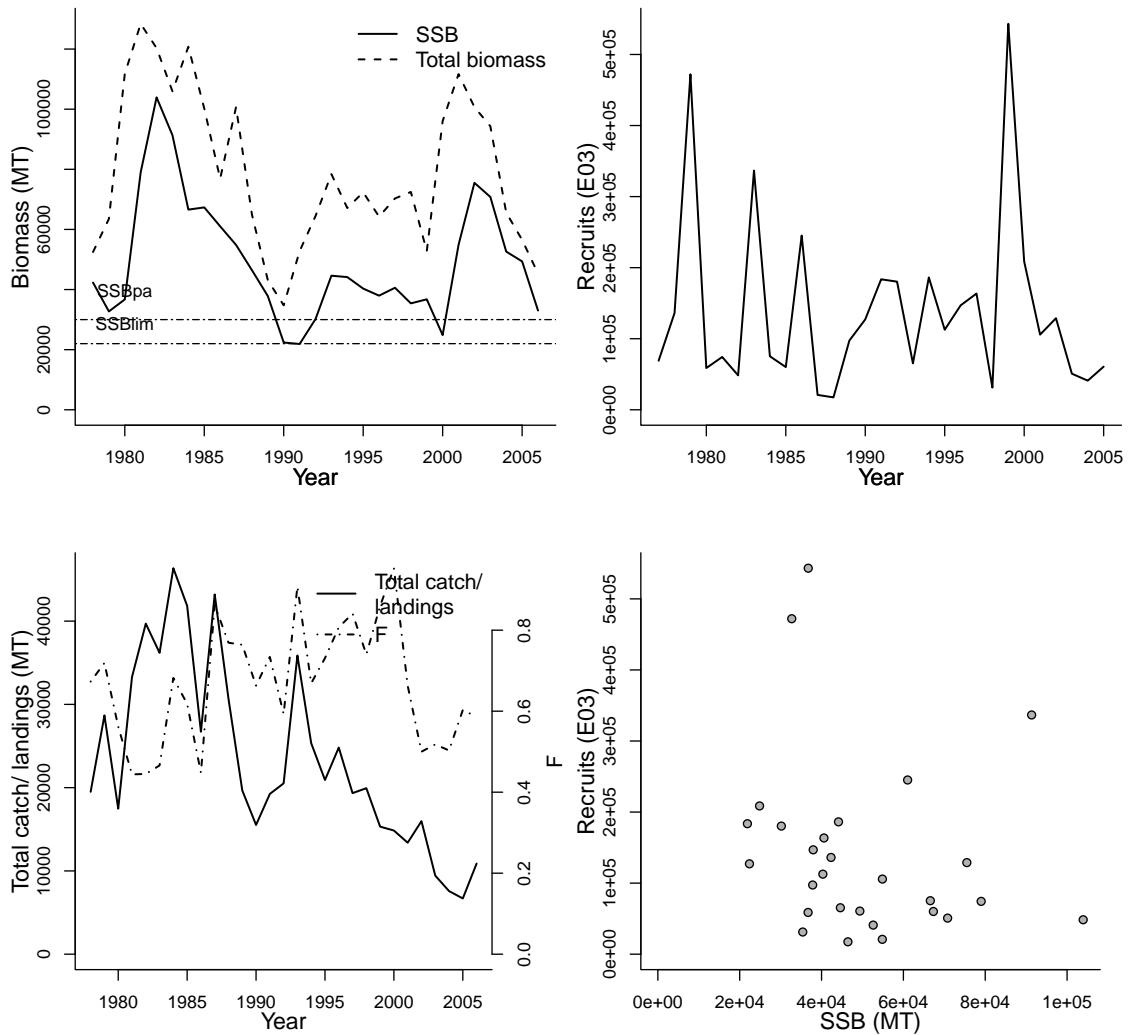 SSB
Total biomass
Biomass (MT)
0
20000
60000
100000
SSBpa
SSBlim
1980
1985
1990
1995
2000
2005
Year
Recruits (E03)
0e+00
1e+05
2e+05
3e+05
4e+05
5e+05
1980
1985
1990
1995
2000
2005
Year
Total catch/
landings
F
Total catch/ landings (MT)
0
10000
20000
30000
40000
0.0
0.2
0.4
0.6
0.8
F
1980
1985
1990
1995
2000
2005
Year
Recruits (E03)
0e+00
1e+05
2e+05
3e+05
4e+05
5e+05
0e+00
2e+04
4e+04
6e+04
8e+04
1e+05
SSB (MT)